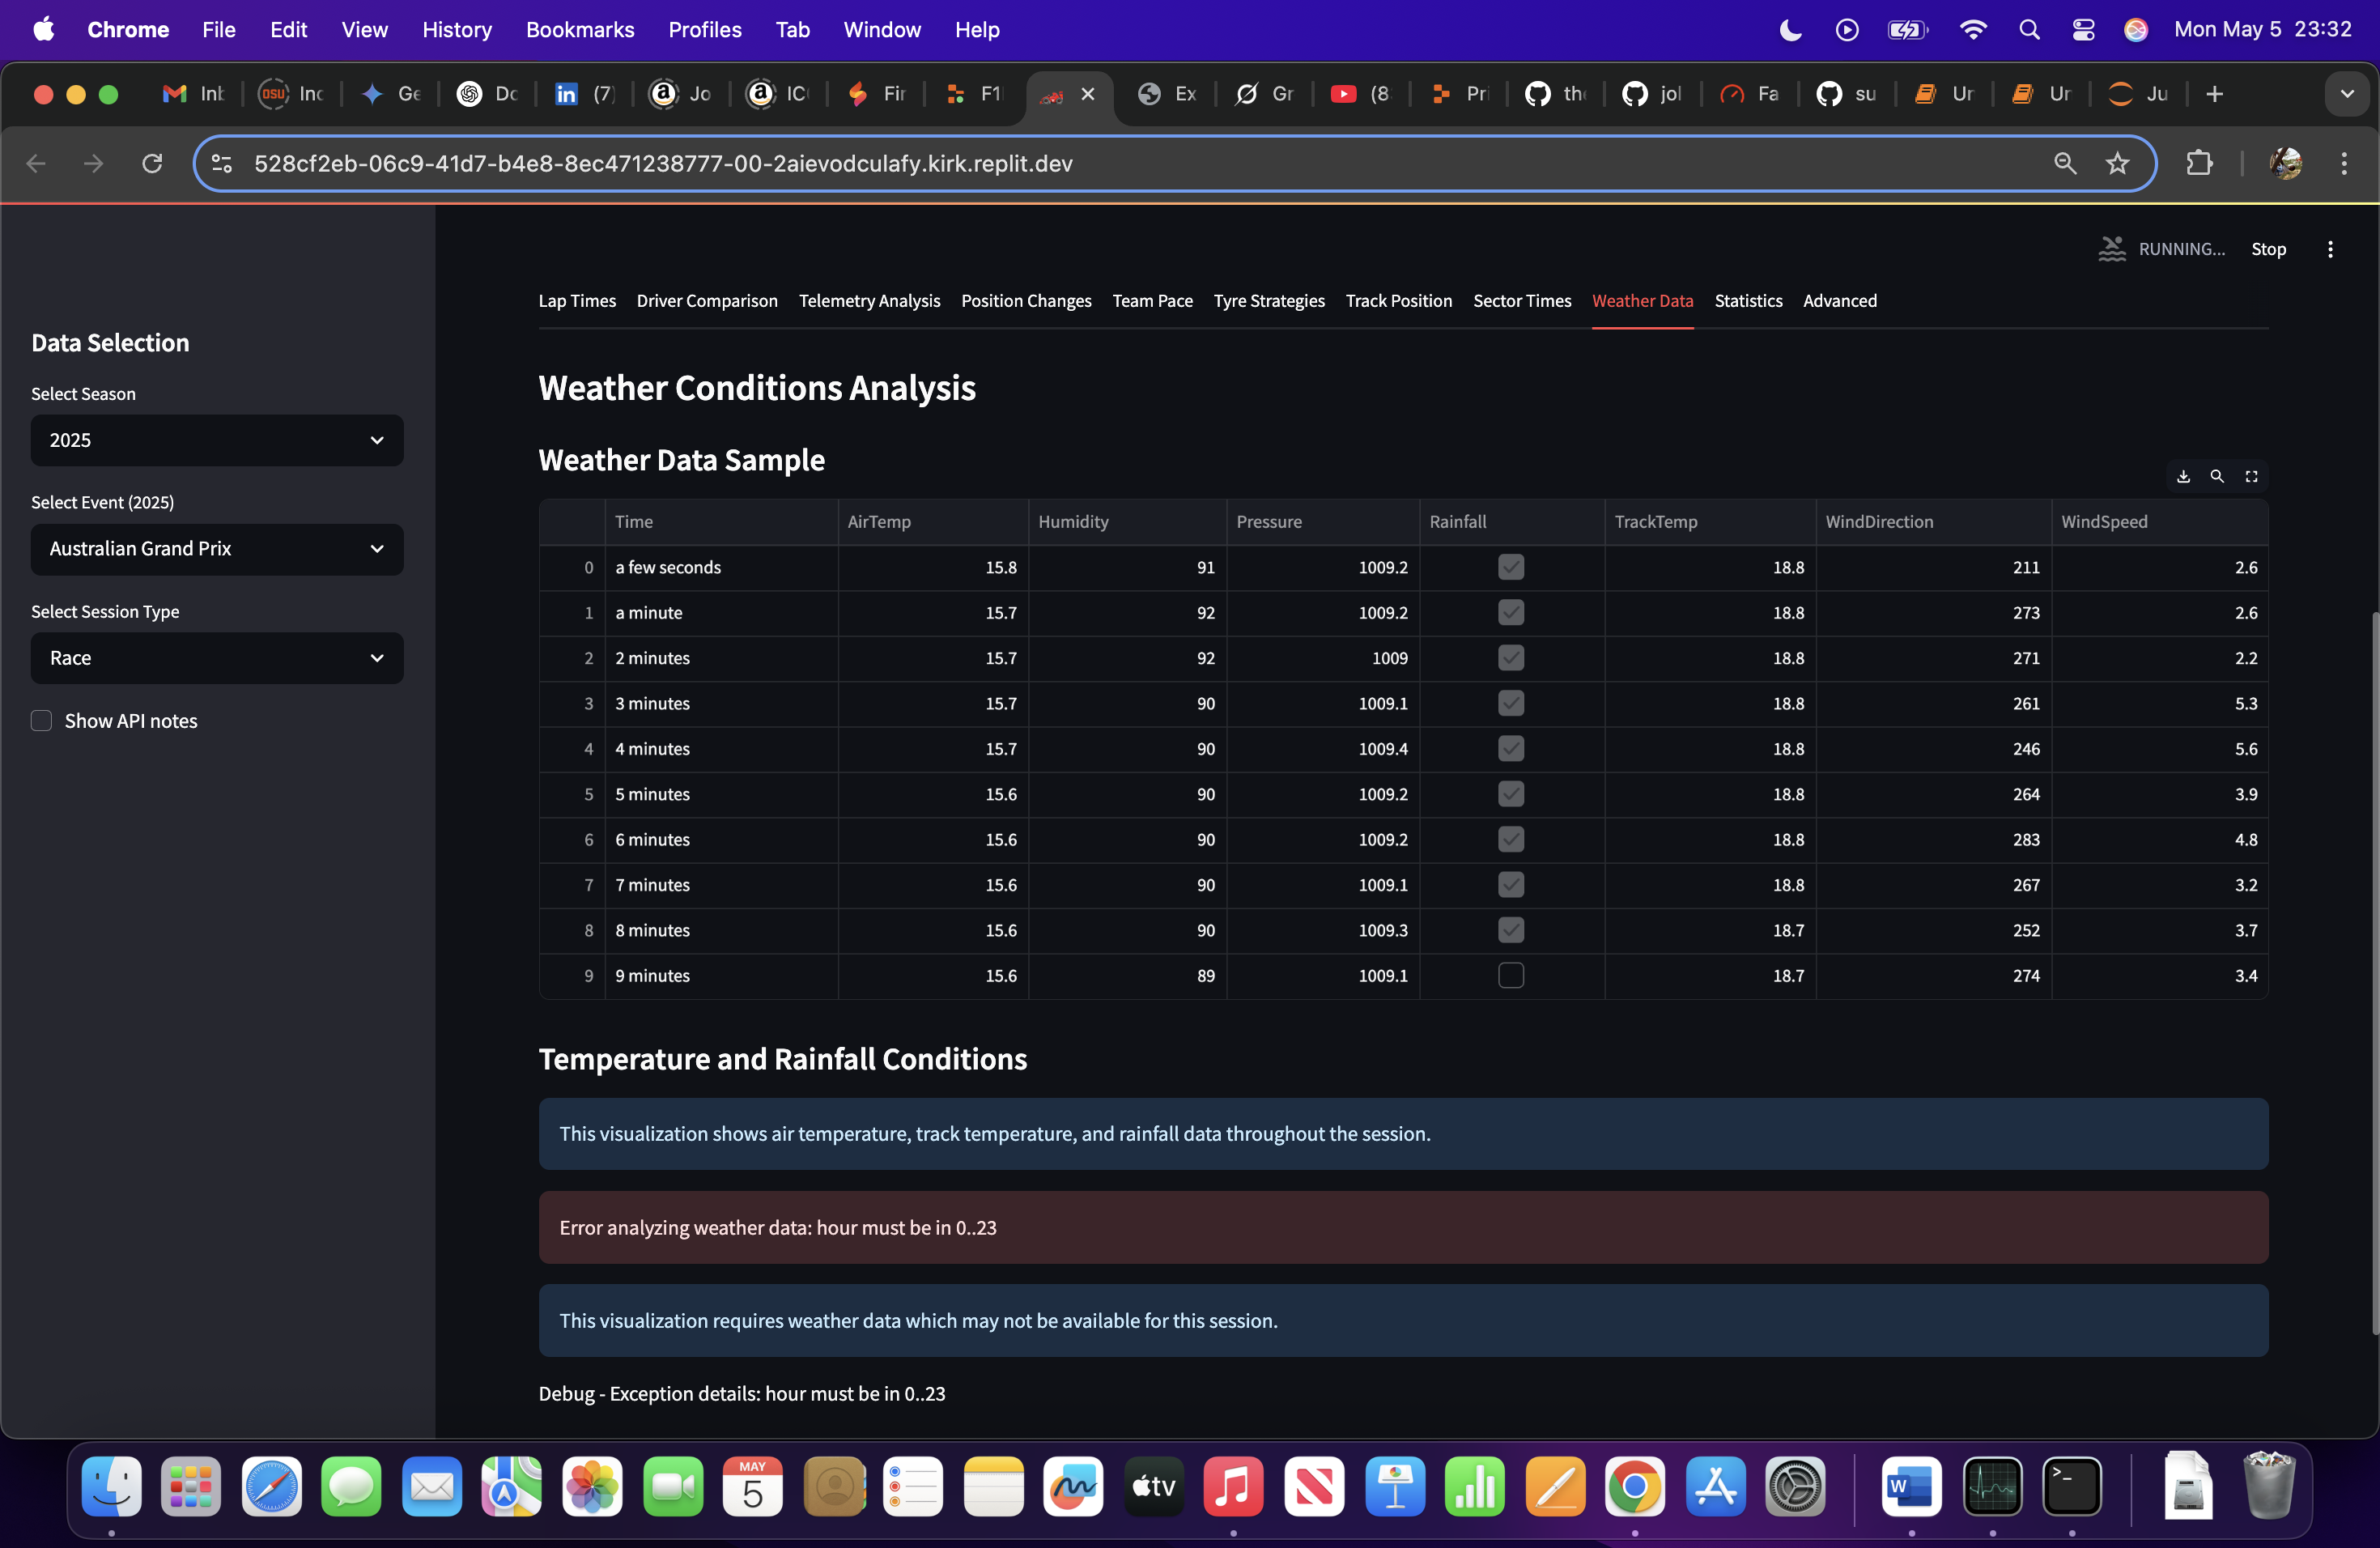 Chrome File Edit View History Bookmarks Profiles Tab Window Help Mon May 5 23:32
Inb Inc Ge Do (7) Jo IC Fir F1 Ex Gr (8 Pri the jol Fa su Ur Ur Ju
528cf2eb-06c9-41d7-b4e8-8ec471238777-00-2aievodculafy.kirk.replit.dev
RUNNING... Stop
Data Selection
Select Season
2025
Select Event (2025)
Australian Grand Prix
Select Session Type
Race
Show API notes
Lap Times Driver Comparison Telemetry Analysis Position Changes Team Pace Tyre Strategies Track Position Sector Times Weather Data Statistics Advanced
Weather Conditions Analysis
Weather Data Sample
Time AirTemp Humidity Pressure Rainfall TrackTemp WindDirection WindSpeed
0 a few seconds 15.8 91 1009.2 18.8 211 2.6
1 a minute 15.7 92 1009.2 18.8 273 2.6
2 2 minutes 15.7 92 1009 18.8 271 2.2
3 3 minutes 15.7 90 1009.1 18.8 261 5.3
4 4 minutes 15.7 90 1009.4 18.8 246 5.6
5 5 minutes 15.6 90 1009.2 18.8 264 3.9
6 6 minutes 15.6 90 1009.2 18.8 283 4.8
7 7 minutes 15.6 90 1009.1 18.8 267 3.2
8 8 minutes 15.6 90 1009.3 18.7 252 3.7
9 9 minutes 15.6 89 1009.1 18.7 274 3.4
Temperature and Rainfall Conditions
This visualization shows air temperature, track temperature, and rainfall data throughout the session.
Error analyzing weather data: hour must be in 0..23
This visualization requires weather data which may not be available for this session.
Debug - Exception details: hour must be in 0..23
MAY
5
tv
W